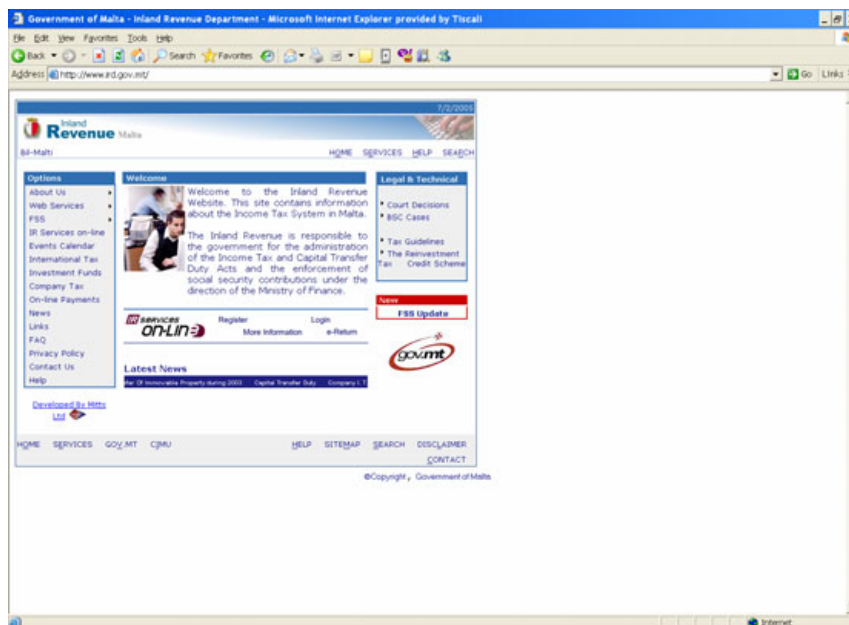 Government of Malta - Inland Revenue Department - Microsoft Internet Explorer provided by Tiscali
File Edit View Favorites Tools Help
Back Search Favorites
Address http://www.ird.gov.mt/ Go Links
7/2/2005
Inland
Revenue Malta
Bil-Malti HOME SERVICES HELP SEARCH
Options
About Us
Web Services
FSS
IR Services on-line
Events Calendar
International Tax
Investment Funds
Company Tax
On-line Payments
News
Links
FAQ
Privacy Policy
Contact Us
Help
Developed By Mitts
Ltd
Welcome
Welcome to the Inland Revenue
Website. This site contains information
about the Income Tax System in Malta.
The Inland Revenue is responsible to
the government for the administration
of the Income Tax and Capital Transfer
Duty Acts and the enforcement of
social security contributions under the
direction of the Ministry of Finance.
IR SERVICES
ON-LINE
Register Login
More Information e-Return
Latest News
fer Of Immovable Property during 2003 Capital Transfer Duty Company I. T.
Legal & Technical
Court Decisions
BSC Cases
Tax Guidelines
The Reinvestment
Tax Credit Scheme
New
FSS Update
gov.mt
HOME SERVICES GOV.MT CIMU HELP SITEMAP SEARCH DISCLAIMER
CONTACT
©Copyright, Government of Malta
Internet